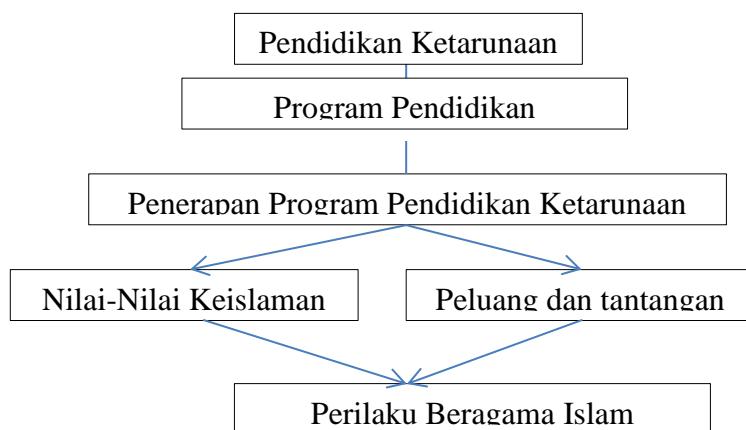 Pendidikan Ketarunaan
Program Pendidikan
Penerapan Program Pendidikan Ketarunaan
Nilai-Nilai Keislaman
Peluang dan tantangan
Perilaku Beragama Islam